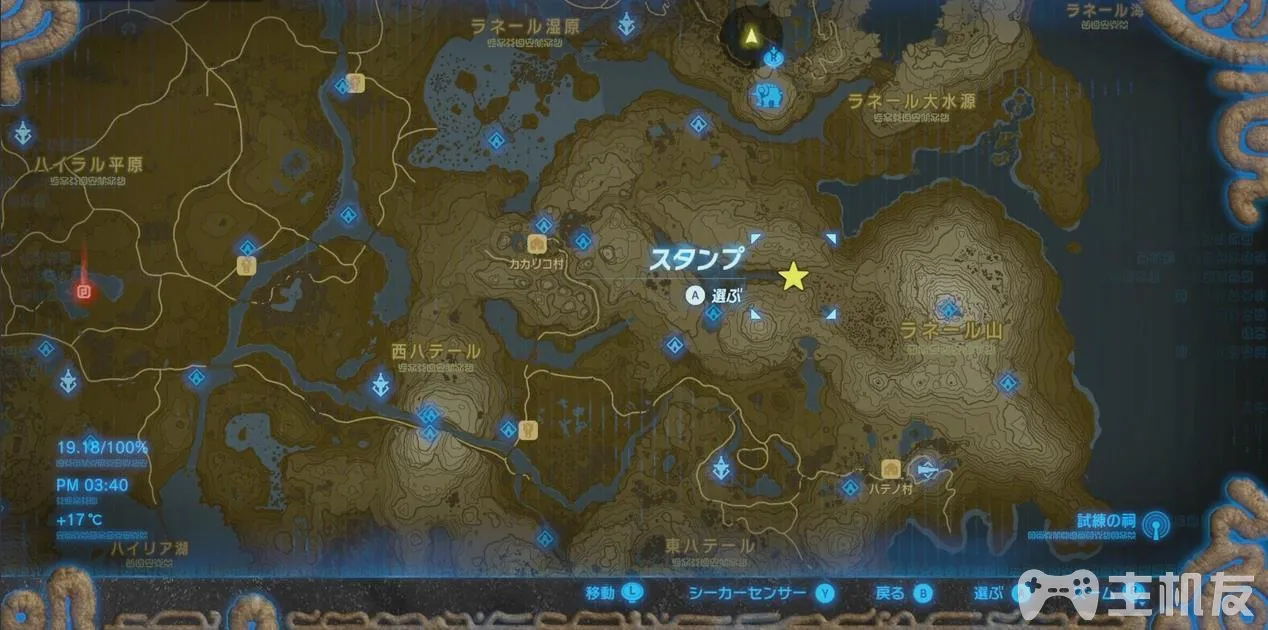 ラネール湿原
ラネール海
ラネール大水源
ハイラル平原
カカリコ村
スタンプ
A 選ぶ
ラネール山
西ハテール
19.18/100%
PM 03:40
+17℃
ハテノ村
試練の祠
ハイリア湖
東ハテール
移動 L
シーカーセンサー Y
戻る B
選ぶ
主机友